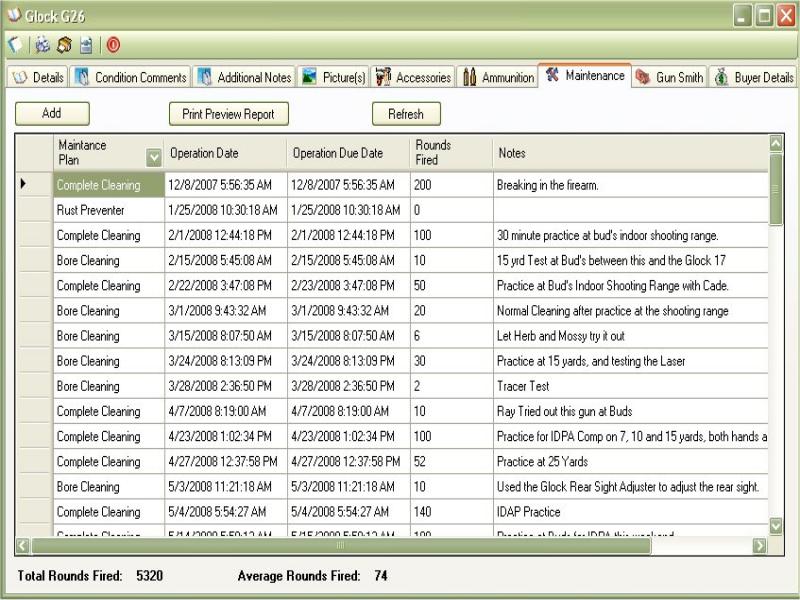 Glock G26
Details Condition Comments Additional Notes Picture(s) Accessories Ammunition Maintenance Gun Smith Buyer Details
Add Print Preview Report Refresh
Maintance Plan Operation Date Operation Due Date Rounds Fired Notes
Complete Cleaning 12/8/2007 5:56:35 AM 12/8/2007 5:56:35 AM 200 Breaking in the firearm.
Rust Preventer 1/25/2008 10:30:18 AM 1/25/2008 10:30:18 AM 0
Complete Cleaning 2/1/2008 12:44:18 PM 2/1/2008 12:44:18 PM 100 30 minute practice at bud's indoor shooting range.
Bore Cleaning 2/15/2008 5:45:08 AM 2/15/2008 5:45:08 AM 10 15 yrd Test at Bud's between this and the Glock 17
Complete Cleaning 2/22/2008 3:47:08 PM 2/23/2008 3:47:08 PM 50 Practice at Bud's Indoor Shooting Range with Cade.
Bore Cleaning 3/1/2008 9:43:32 AM 3/1/2008 9:43:32 AM 20 Normal Cleaning after practice at the shooting range
Bore Cleaning 3/15/2008 8:07:50 AM 3/15/2008 8:07:50 AM 6 Let Herb and Mossy try it out
Bore Cleaning 3/24/2008 8:13:09 PM 3/24/2008 8:13:09 PM 30 Practice at 15 yards, and testing the Laser
Bore Cleaning 3/28/2008 2:36:50 PM 3/28/2008 2:36:50 PM 2 Tracer Test
Complete Cleaning 4/7/2008 8:19:00 AM 4/7/2008 8:19:00 AM 10 Ray Tried out this gun at Buds
Complete Cleaning 4/23/2008 1:02:34 PM 4/23/2008 1:02:34 PM 100 Practice for IDPA Comp on 7, 10 and 15 yards, both hands a
Complete Cleaning 4/27/2008 12:37:58 PM 4/27/2008 12:37:58 PM 52 Practice at 25 Yards
Bore Cleaning 5/3/2008 11:21:18 AM 5/3/2008 11:21:18 AM 10 Used the Glock Rear Sight Adjuster to adjust the rear sight.
Complete Cleaning 5/4/2008 5:54:27 AM 5/4/2008 5:54:27 AM 140 IDAP Practice
Complete Cleaning Practice at Buds for IDPA this weekend
Total Rounds Fired: 5320 Average Rounds Fired: 74